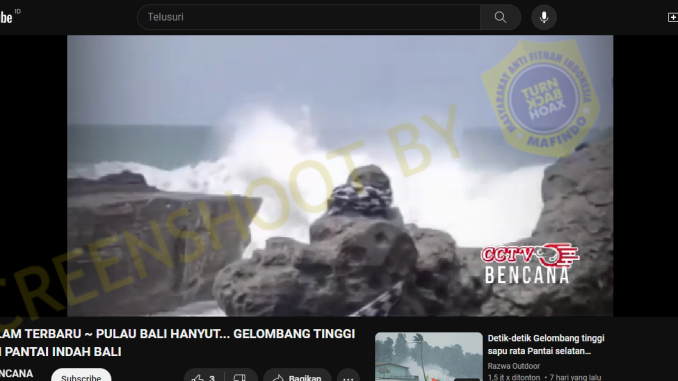 be ID
Telusuri
MASYARAKAT ANTI FITNAH INDONESIA
TURN
BACK
HOAX
MAFINDO
SCREENSHOOT BY
CCTV
BENCANA
LAM TERBARU ~ PULAU BALI HANYUT... GELOMBANG TINGGI
I PANTAI INDAH BALI
Detik-detik Gelombang tinggi
sapu rata Pantai selatan...
Razwa Outdoor
1,5 jt x ditonton • 7 hari yang lalu
ENCANA
Subscribe
3
Bagikan